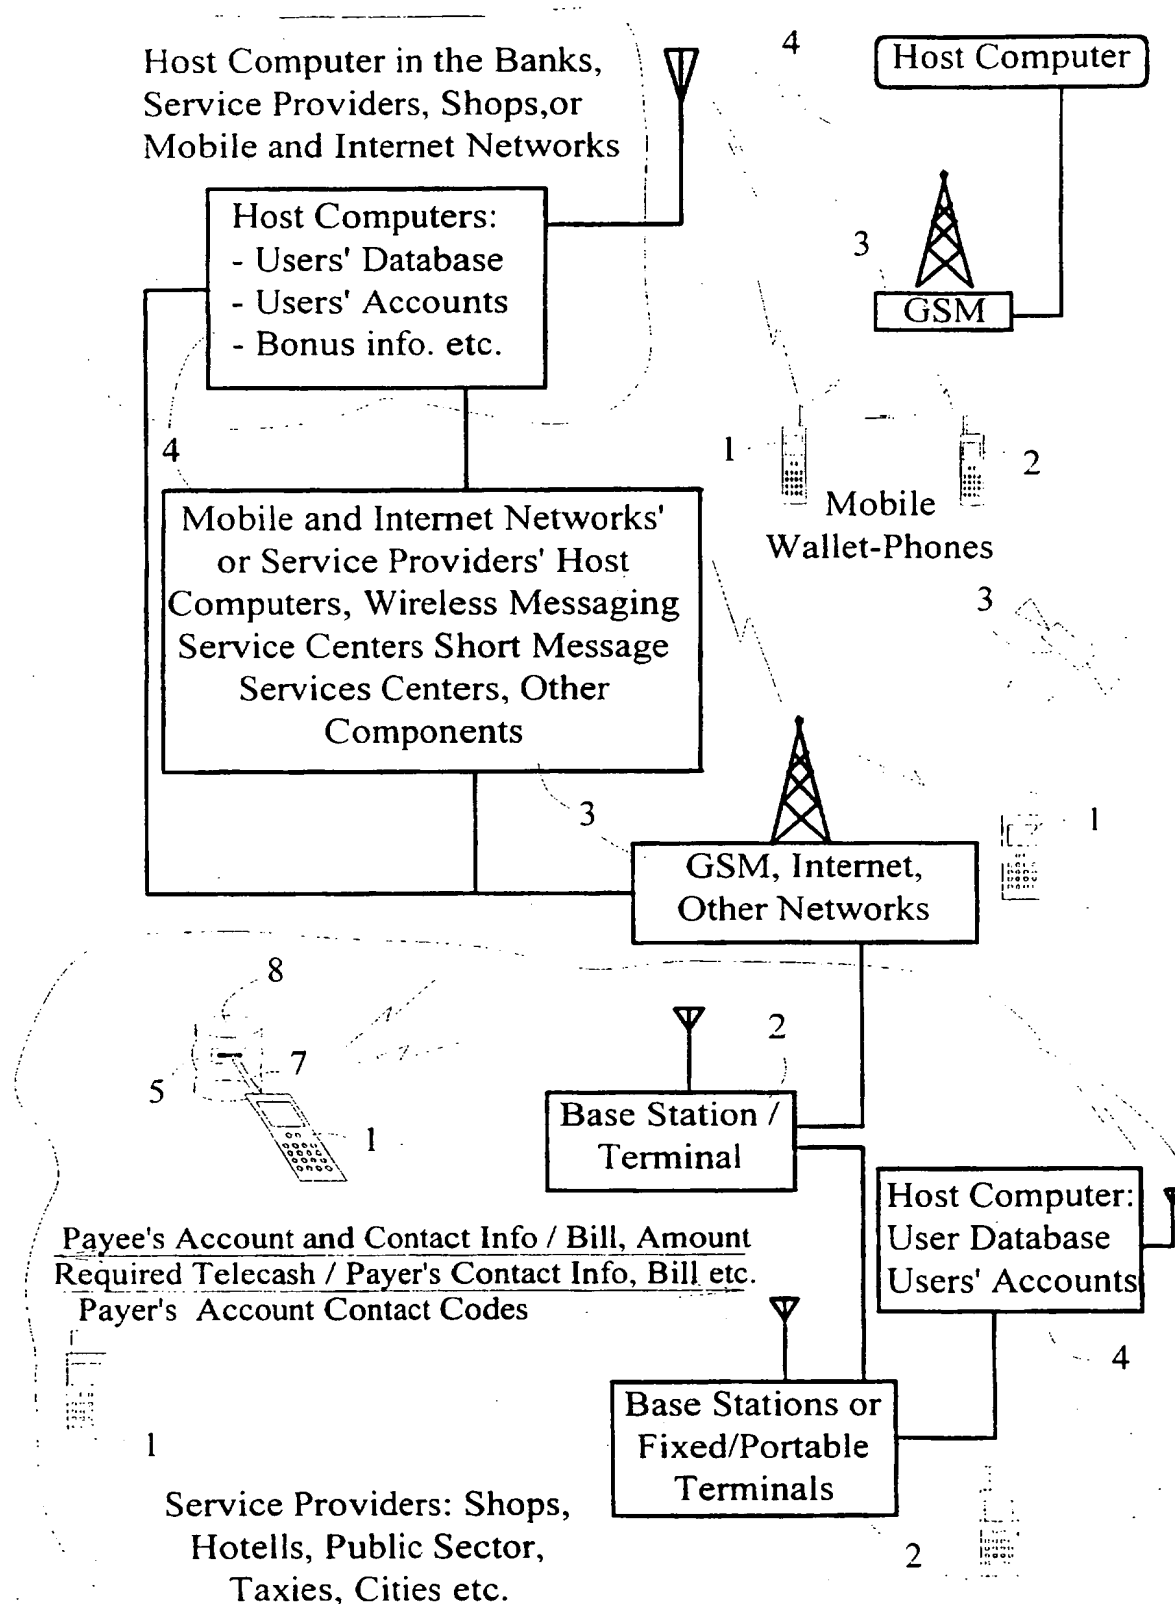 4
Host Computer
Host Computer in the Banks,
Service Providers, Shops,or
Mobile and Internet Networks
Host Computers:
- Users' Database
- Users' Accounts
- Bonus info. etc.
3
GSM
4
1
2
Mobile
Wallet-Phones
Mobile and Internet Networks'
or Service Providers' Host
Computers, Wireless Messaging
Service Centers Short Message
Services Centers, Other
Components
3
3
1
GSM, Internet,
Other Networks
8
5
7
1
2
Base Station /
Terminal
Host Computer:
User Database
Users' Accounts
4
Payee's Account and Contact Info / Bill, Amount
Required Telecash / Payer's Contact Info, Bill etc.
Payer's Account Contact Codes
1
Base Stations or
Fixed/Portable
Terminals
2
Service Providers: Shops,
Hotells, Public Sector,
Taxies, Cities etc.